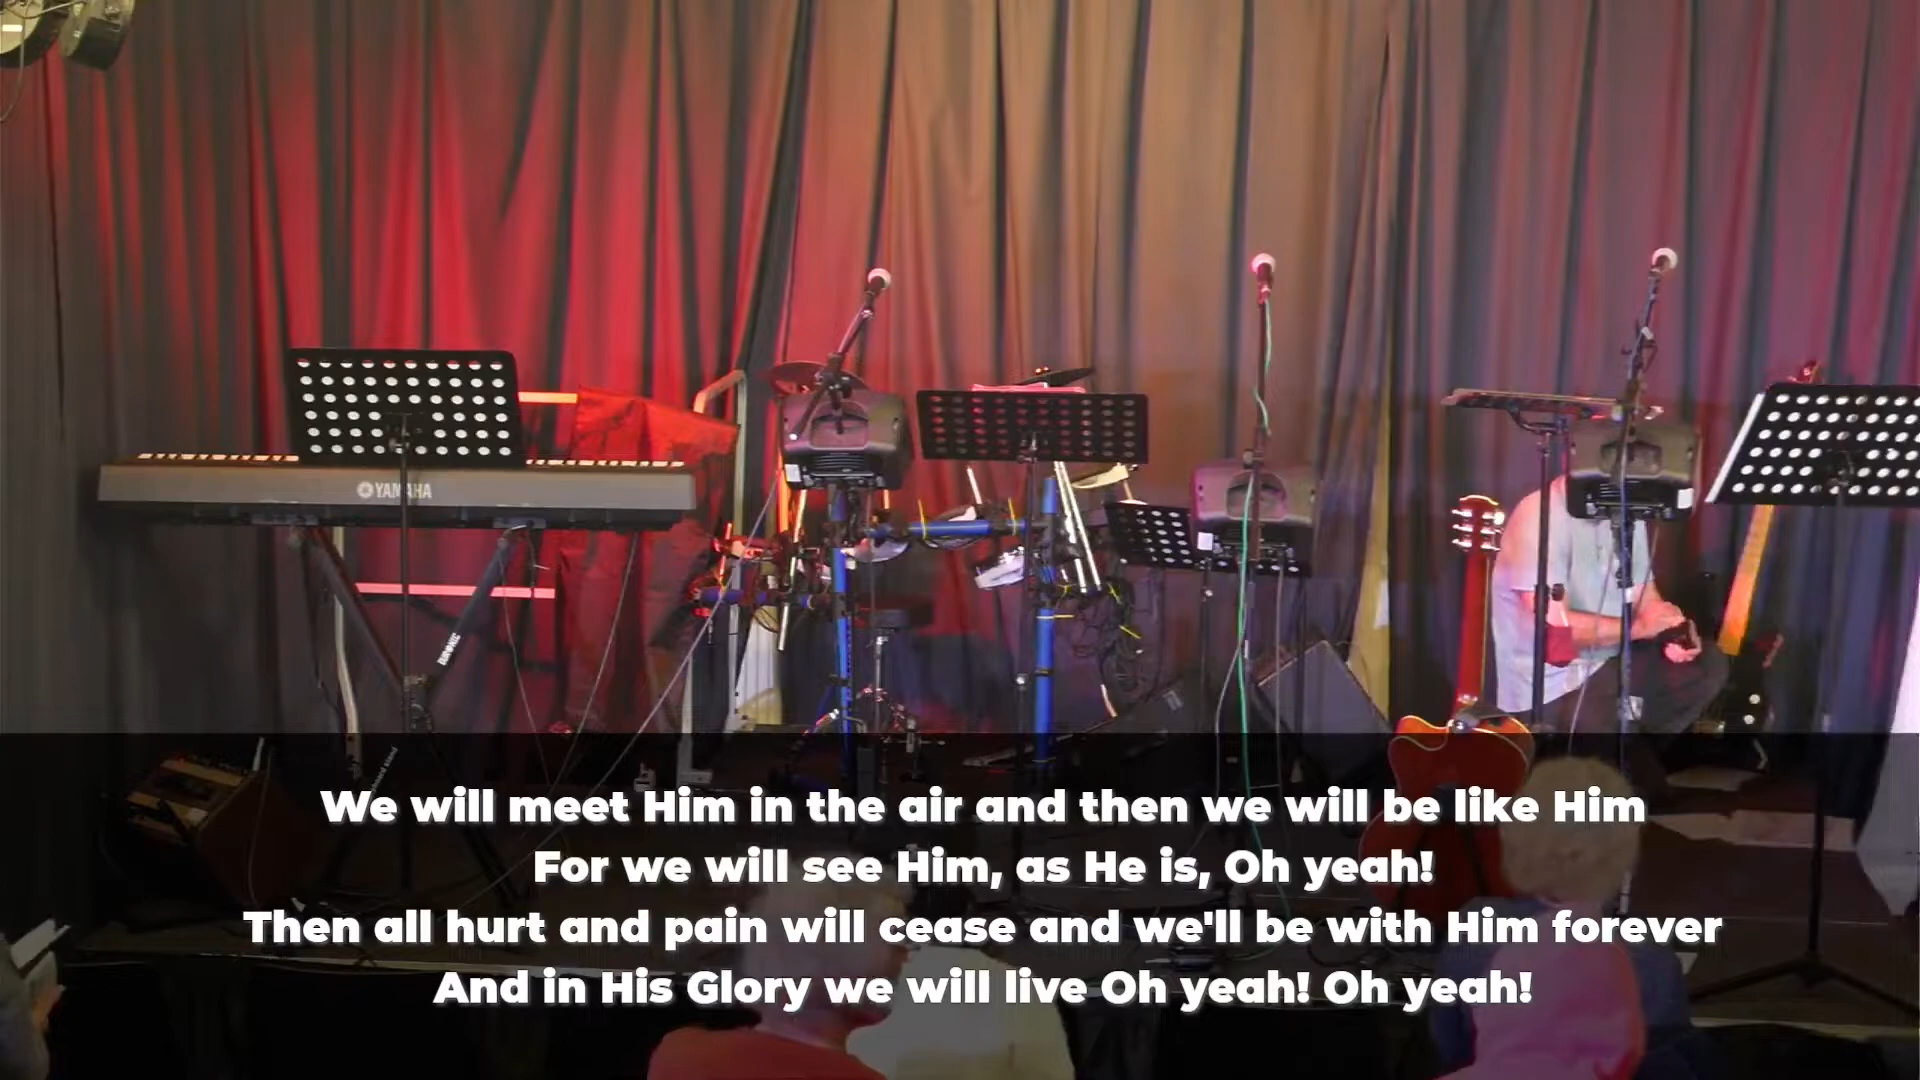 YAMAHA
EURONIC
We will meet Him in the air and then we will be like Him
For we will see Him, as He is, Oh yeah!
Then all hurt and pain will cease and we'll be with Him forever
And in His Glory we will live Oh yeah! Oh yeah!